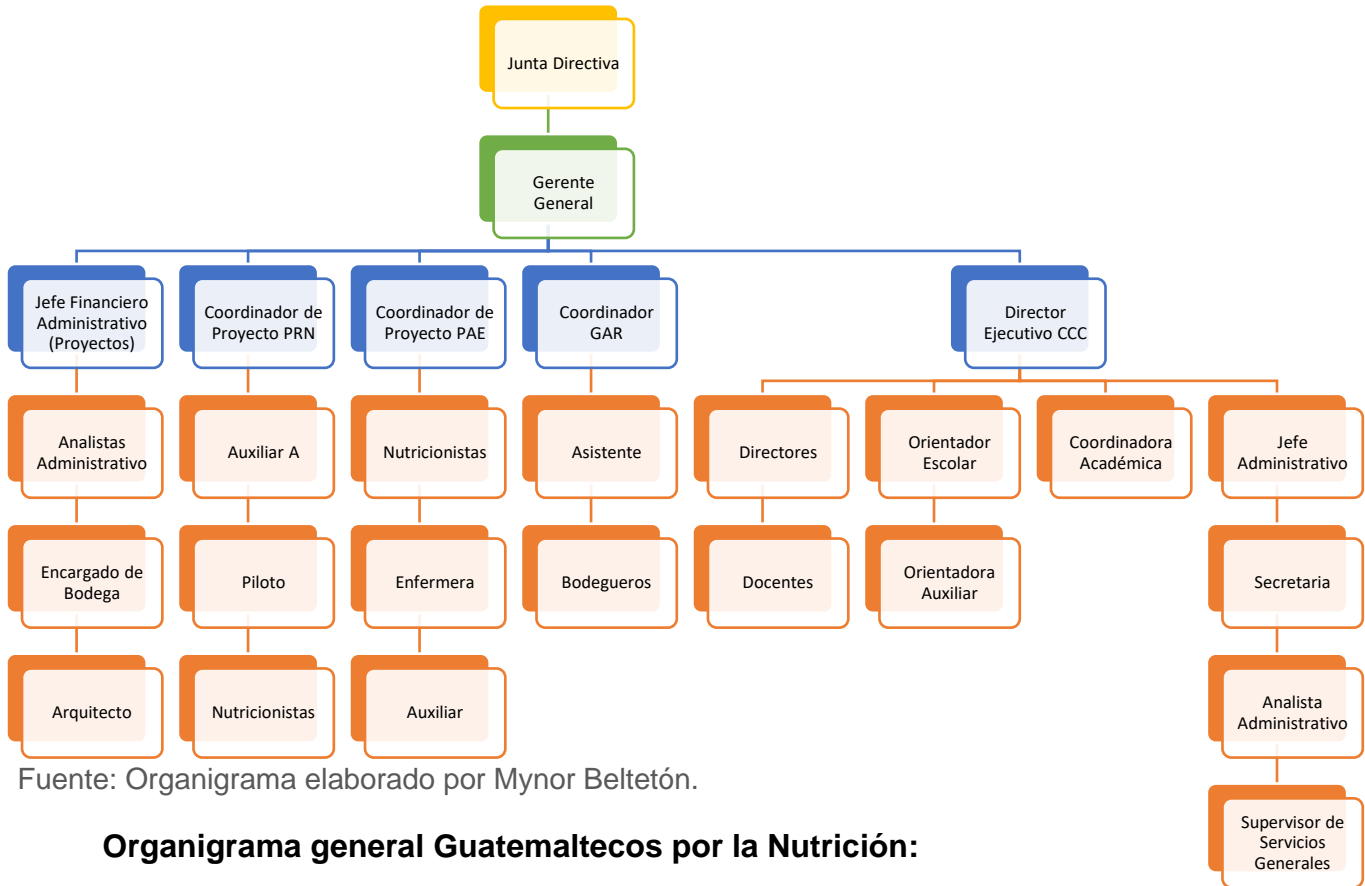 Junta Directiva
Gerente
General
Jefe Financiero
Administrativo
(Proyectos)
Coordinador de
Proyecto PRN
Coordinador de
Proyecto PAE
Coordinador
GAR
Director
Ejecutivo CCC
Analistas
Administrativo
Auxiliar A
Nutricionistas
Asistente
Directores
Orientador
Escolar
Coordinadora
Académica
Jefe
Administrativo
Encargado de
Bodega
Piloto
Enfermera
Bodegueros
Docentes
Orientadora
Auxiliar
Secretaria
Arquitecto
Nutricionistas
Auxiliar
Analista
Administrativo
Fuente: Organigrama elaborado por Mynor Beltetón.
Supervisor de
Servicios
Generales
Organigrama general Guatemaltecos por la Nutrición: